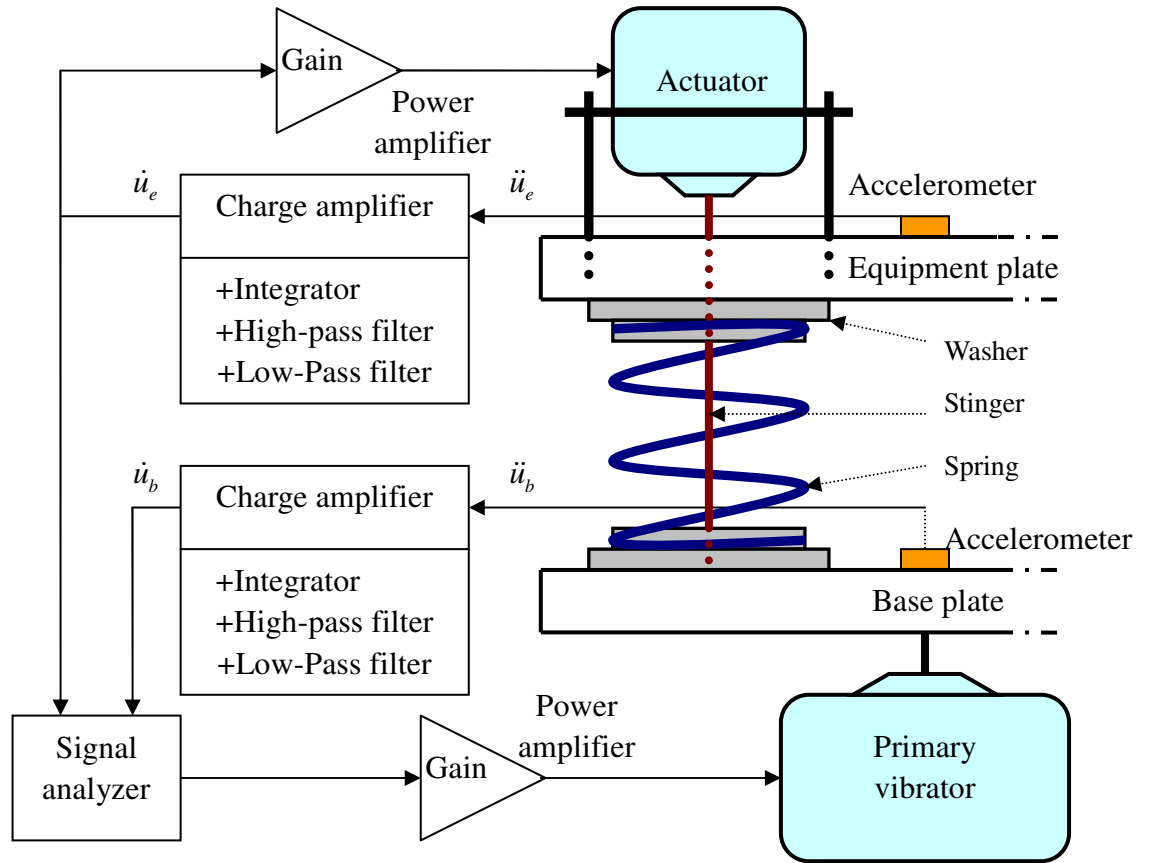 Gain
Actuator
Power
amplifier
u̇e
üe
Accelerometer
Charge amplifier
+Integrator
+High-pass filter
+Low-Pass filter
Equipment plate
Washer
Stinger
Spring
u̇b
üb
Charge amplifier
+Integrator
+High-pass filter
+Low-Pass filter
Accelerometer
Base plate
Signal
analyzer
Gain
Power
amplifier
Primary
vibrator